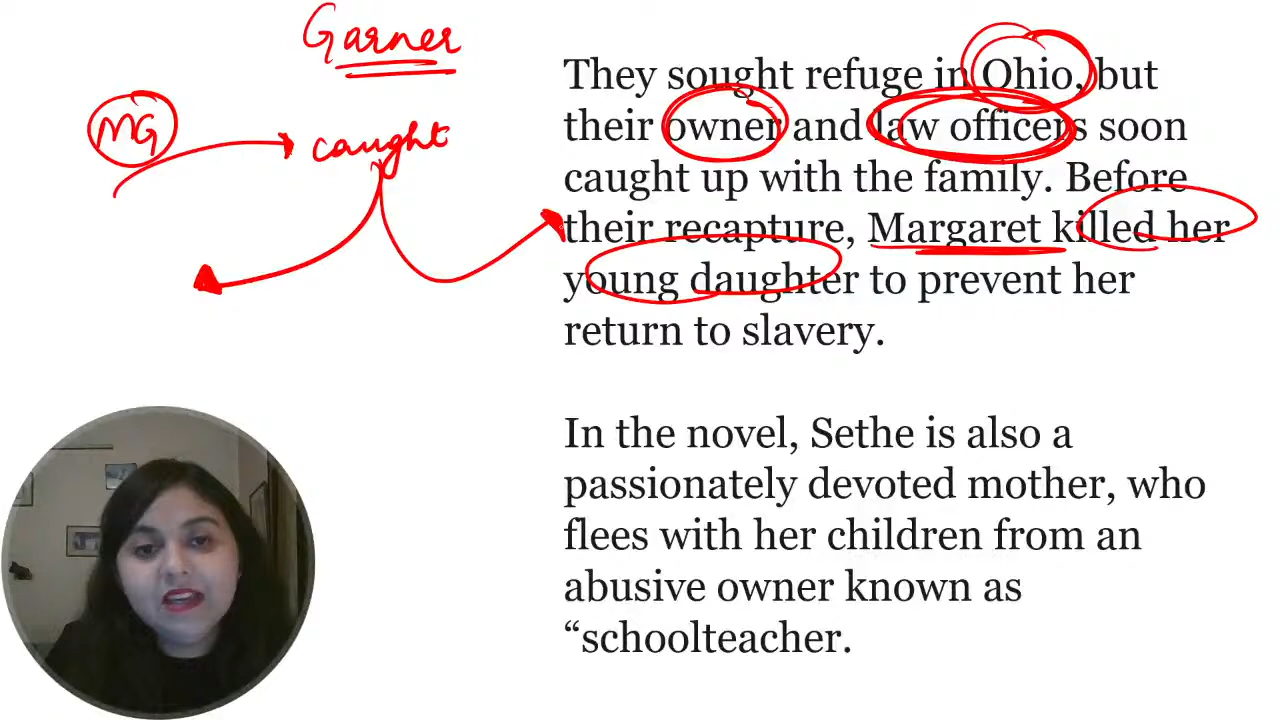 Garner
MG
caught
They sought refuge in Ohio, but
their owner and law officers soon
caught up with the family. Before
their recapture, Margaret killed her
young daughter to prevent her
return to slavery.
In the novel, Sethe is also a
passionately devoted mother, who
flees with her children from an
abusive owner known as
“schoolteacher.